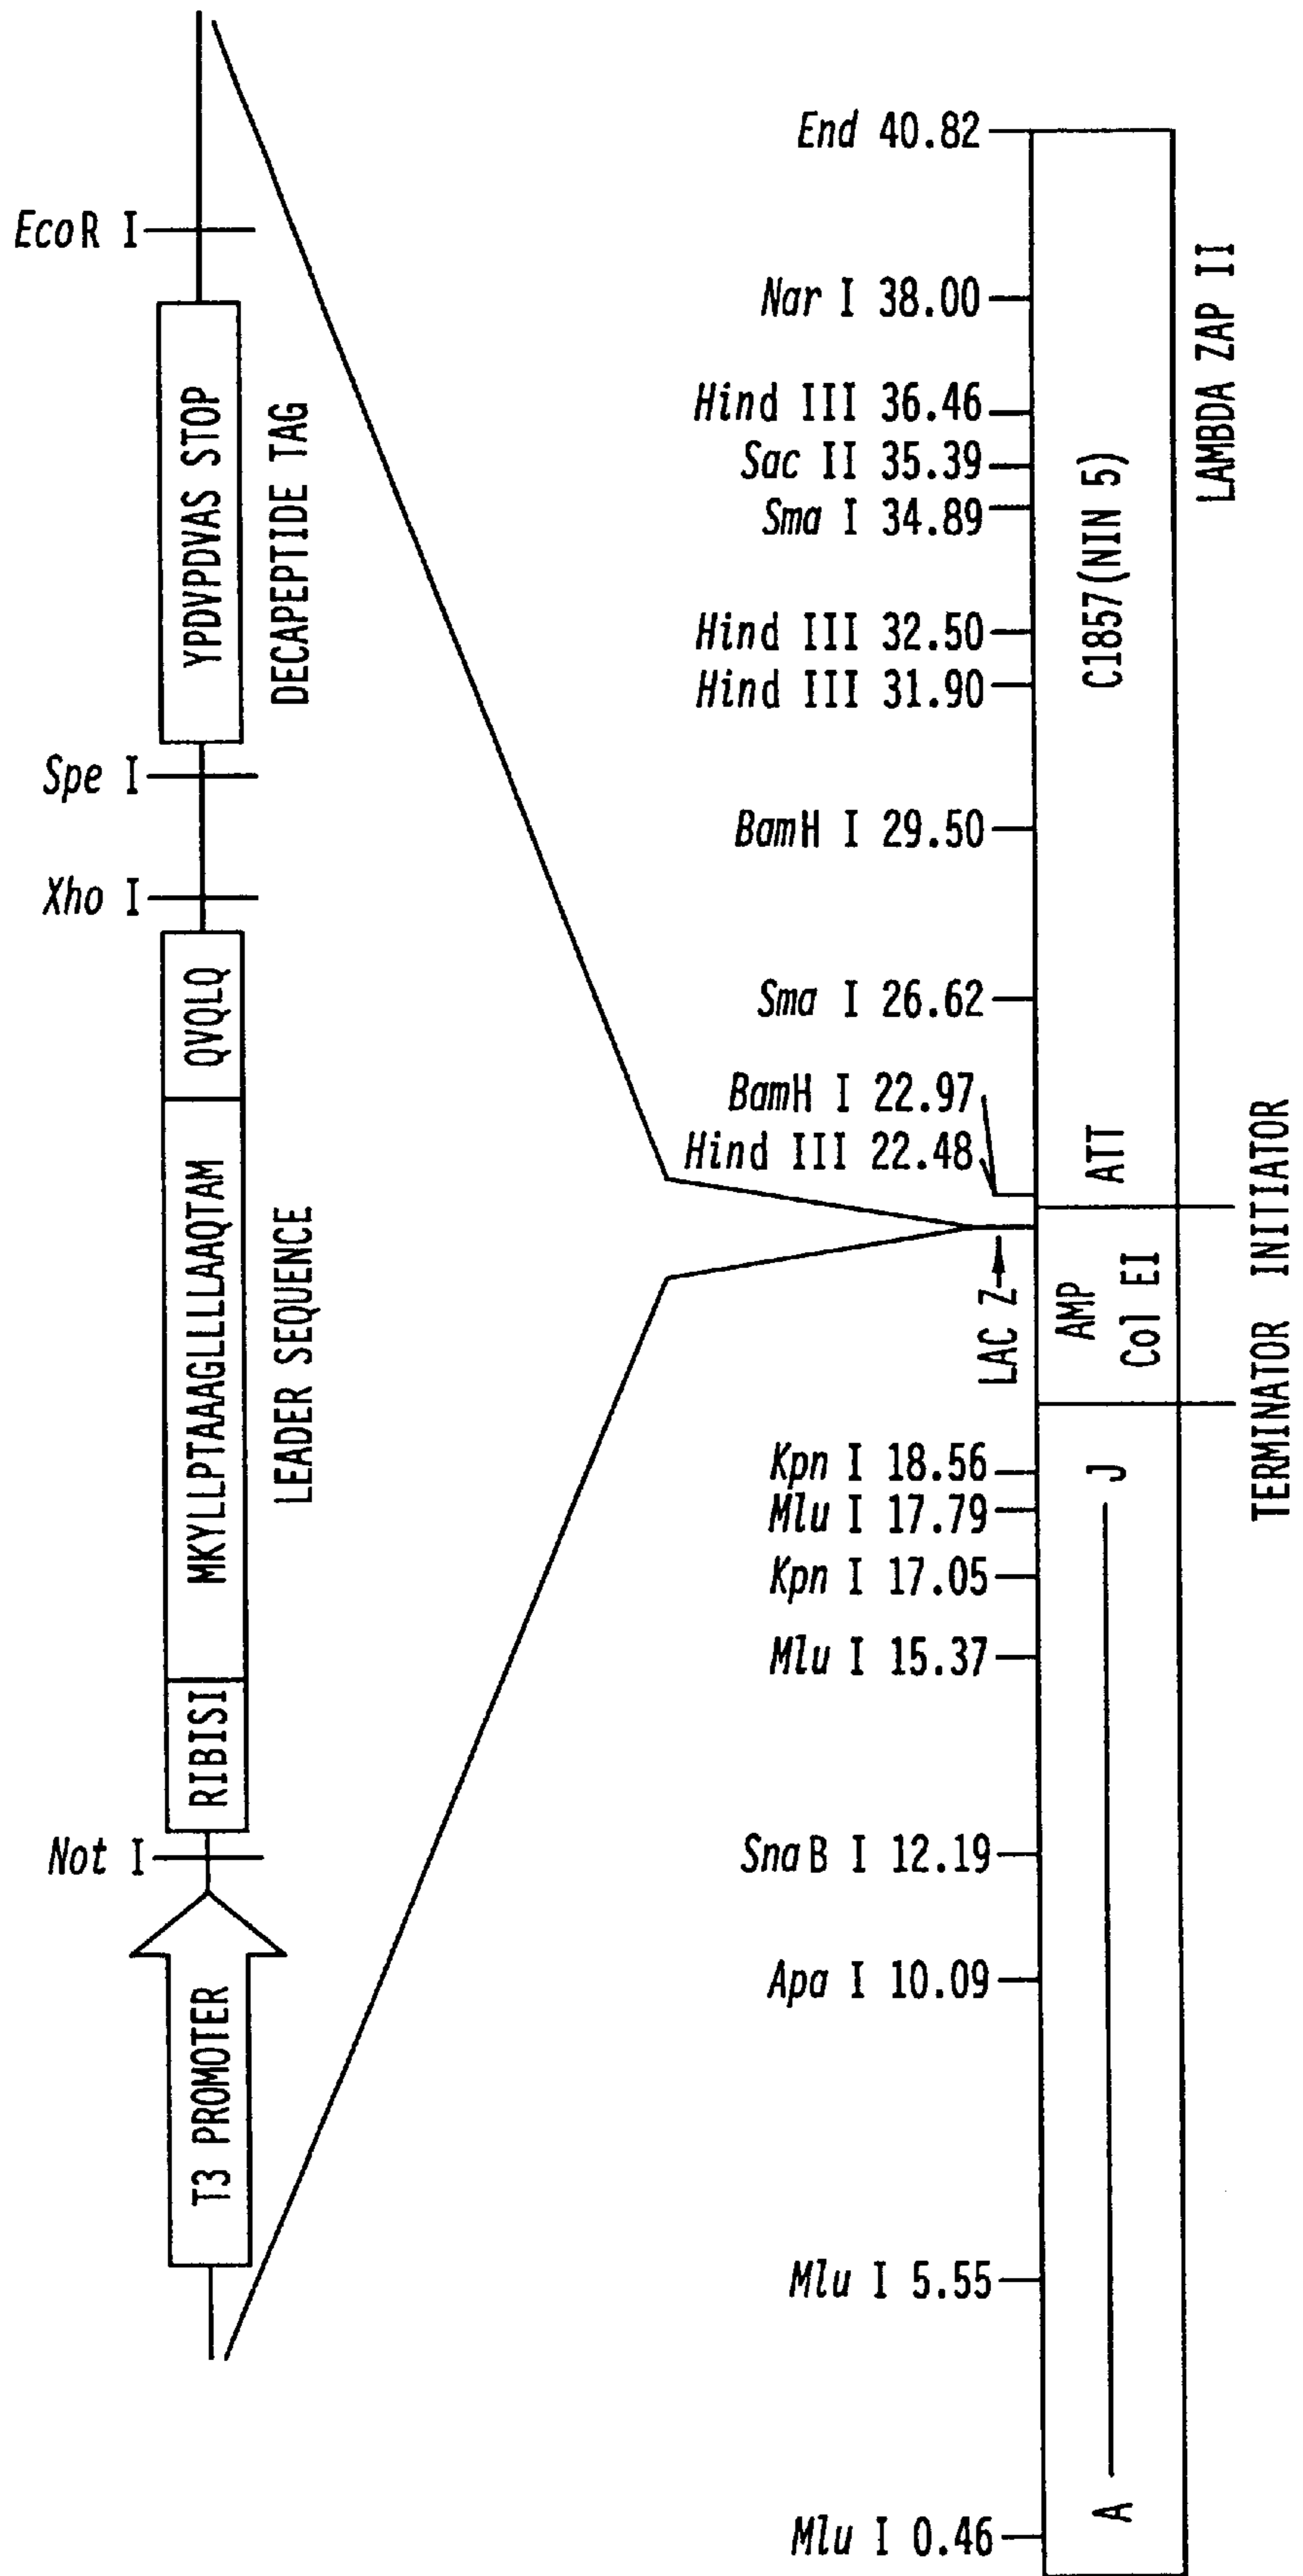 EcoR I
YPDVPDVAS STOP
DECAPEPTIDE TAG
Spe I
Xho I
QVQLQ
MKYLLPTAAAGLLLLAAQTAM
LEADER SEQUENCE
RIBISI
Not I
T3 PROMOTER
End 40.82
Nar I 38.00
Hind III 36.46
Sac II 35.39
Sma I 34.89
Hind III 32.50
Hind III 31.90
BamH I 29.50
Sma I 26.62
BamH I 22.97
Hind III 22.48
LAC Z
Kpn I 18.56
Mlu I 17.79
Kpn I 17.05
Mlu I 15.37
SnaB I 12.19
Apa I 10.09
Mlu I 5.55
Mlu I 0.46
C1857(NIN 5)
ATT
AMP
Col EI
J
A
LAMBDA ZAP II
INITIATOR
TERMINATOR